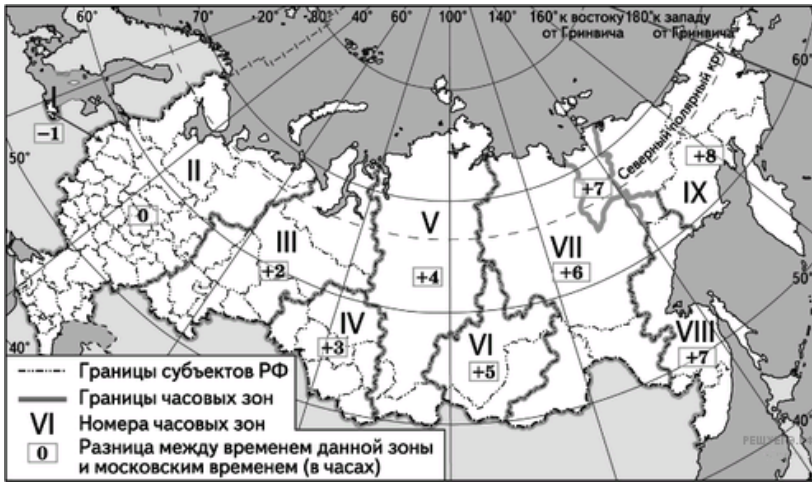 60° 70° -20° -80° 100° 120° 140° 160° к востоку 180° к западу
от Гринвича от Гринвича
60°
Северный полярный круг
I
-1
50°
II
0
III
+2
IV
+3
V
+4
VI
+5
VII
+6
+7
+8
IX
VIII
+7
50°
40°
40°
Границы субъектов РФ
Границы часовых зон
VI Номера часовых зон
0 Разница между временем данной зоны
и московским временем (в часах)